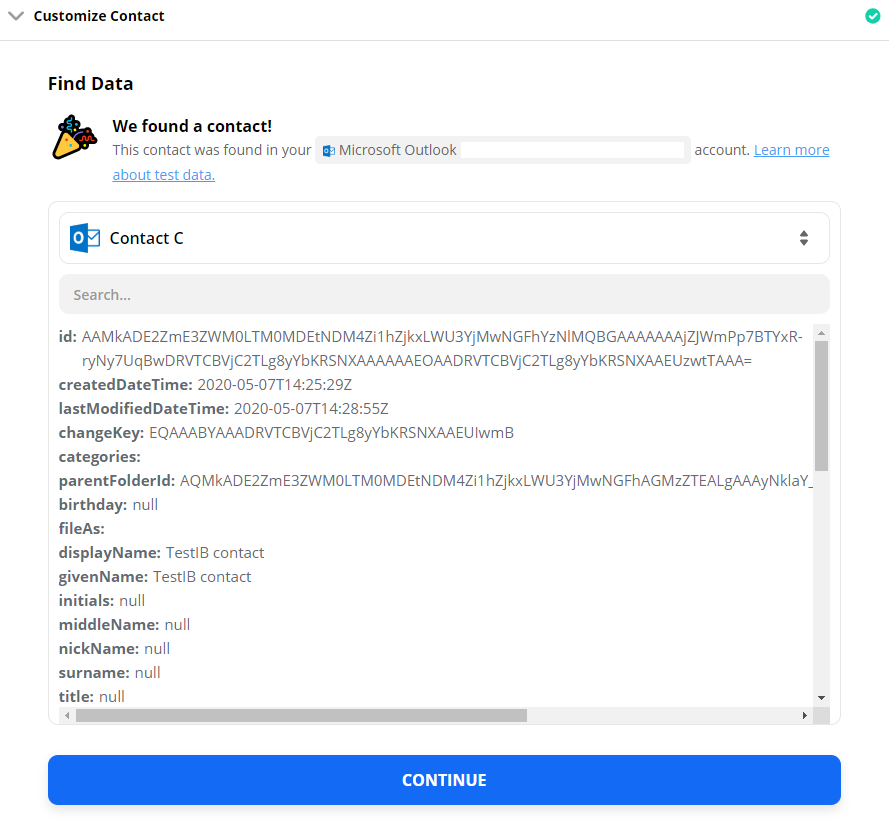 Customize Contact
Find Data
We found a contact!
This contact was found in your Microsoft Outlook account. Learn more
about test data.
Contact C
Search...
id: AAMkADE2ZmE3ZWM0LTM0MDEtNDM4Zi1hZjkxLWU3YjMwNGFhYzNlMQBGAAAAAAAjZJWmPp7BTYxR-
ryNy7UqBwDRVTCBVjC2TLg8yYbKRSNXAAAAAAEOAADRVTCBVjC2TLg8yYbKRSNXAAEUzwtTAAA=
createdDateTime: 2020-05-07T14:25:29Z
lastModifiedDateTime: 2020-05-07T14:28:55Z
changeKey: EQAAABYAAADRVTCBVjC2TLg8yYbKRSNXAAEUIwmB
categories:
parentFolderId: AQMkADE2ZmE3ZWM0LTM0MDEtNDM4Zi1hZjkxLWU3YjMwNGFhAGMzZTEALgAAAyNklaY_
birthday: null
fileAs:
displayName: TestIB contact
givenName: TestIB contact
initials: null
middleName: null
nickName: null
surname: null
title: null
CONTINUE